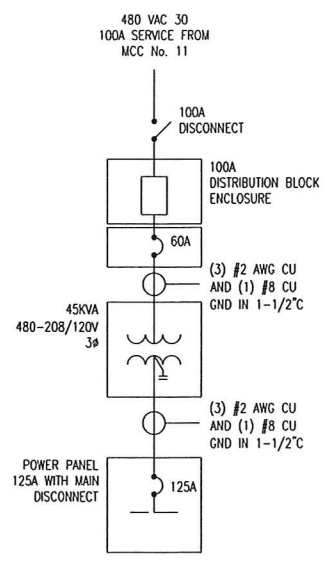 480 VAC 30
100A SERVICE FROM
MCC No. 11
100A
DISCONNECT
100A
DISTRIBUTION BLOCK
ENCLOSURE
60A
(3) #2 AWG CU
AND (1) #8 CU
GND IN 1-1/2"C
45KVA
480-208/120V
3ø
(3) #2 AWG CU
AND (1) #8 CU
GND IN 1-1/2"C
POWER PANEL
125A WITH MAIN
DISCONNECT
125A